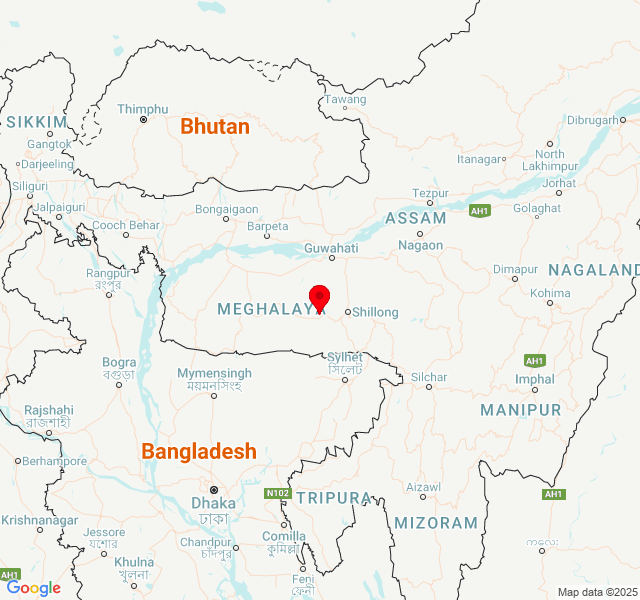 Tawang
Thimphu
Dibrugarh
SIKKIM
Bhutan
Gangtok
North
Lakhimpur
Itanagar
Darjeeling
Siliguri
Jorhat
Tezpur
Jalpaiguri
Bongaigaon
ASSAM
AH1
Golaghat
Cooch Behar
Barpeta
Nagaon
Guwahati
Rangpur
রংপুর
Dimapur
NAGALAND
Kohima
MEGHALAYA
Shillong
Bogra
বগুড়া
Mymensingh
ময়মনসিংহ
Sylhet
সিলেট
AH1
Silchar
Imphal
Rajshahi
রাজশাহী
MANIPUR
Bangladesh
Berhampore
Dhaka
ঢাকা
N102
TRIPURA
Aizawl
AH1
Krishnanagar
MIZORAM
Jessore
যশোর
Chandpur
চাঁদপুর
Comilla
কুমিল্লা
ကလေး
Khulna
খুলনা
Feni
ফেনী
AH1
Google
Map data ©2025